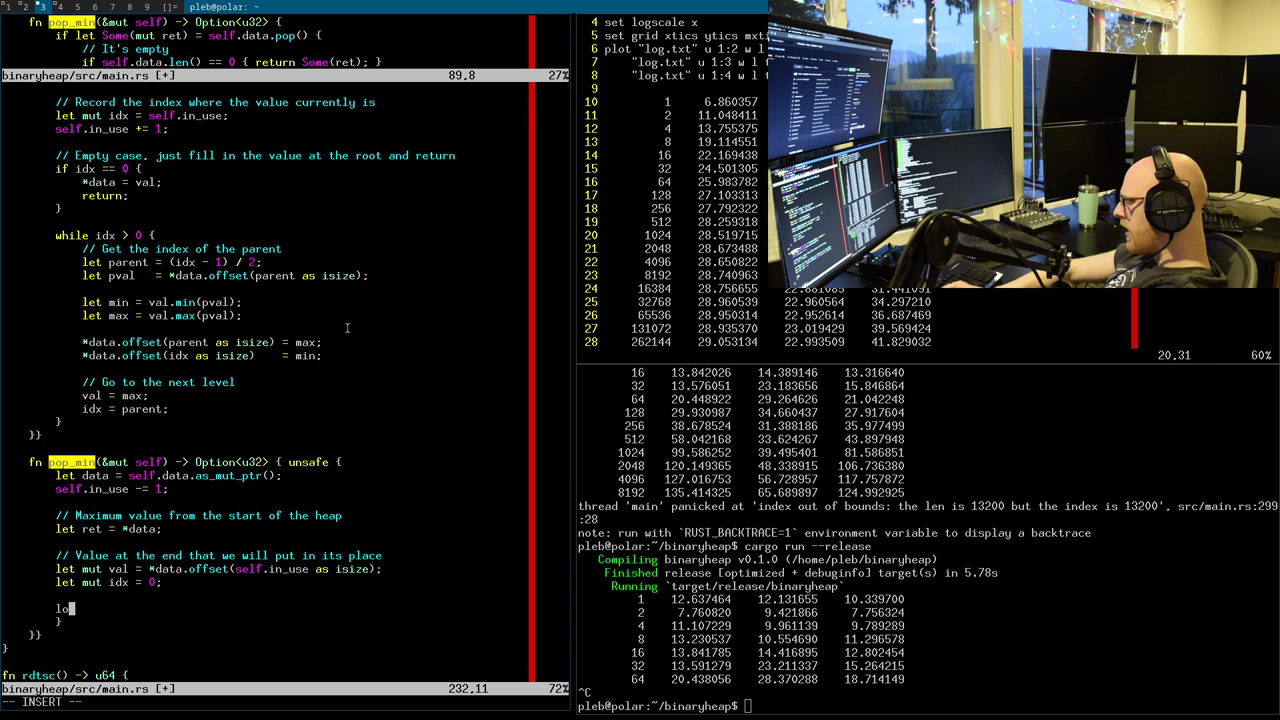 1 2 3 4 5 6 7 8 9 []= pleb@polar: ~
fn pop_min(&mut self) -> Option<u32> {
if let Some(mut ret) = self.data.pop() {
// It's empty
if self.data.len() == 0 { return Some(ret); }
binaryheap/src/main.rs [+] 89,8 27%
// Record the index where the value currently is
let mut idx = self.in_use;
self.in_use += 1;
// Empty case, just fill in the value at the root and return
if idx == 0 {
*data = val;
return;
}
while idx > 0 {
// Get the index of the parent
let parent = (idx - 1) / 2;
let pval = *data.offset(parent as isize);
let min = val.min(pval);
let max = val.max(pval);
*data.offset(parent as isize) = max;
*data.offset(idx as isize) = min;
// Go to the next level
val = max;
idx = parent;
}
}}
fn pop_min(&mut self) -> Option<u32> { unsafe {
let data = self.data.as_mut_ptr();
self.in_use -= 1;
// Maximum value from the start of the heap
let ret = *data;
// Value at the end that we will put in its place
let mut val = *data.offset(self.in_use as isize);
let mut idx = 0;
lo
}
}}
}
fn rdtsc() -> u64 {
binaryheap/src/main.rs [+] 232,11 72%
-- INSERT --
4 set logscale x
5 set grid xtics ytics mxti
6 plot "log.txt" u 1:2 w l
7 "log.txt" u 1:3 w l
8 "log.txt" u 1:4 w l
9
10 1 6.860357
11 2 11.048411
12 4 13.755375
13 8 19.114551
14 16 22.169438
15 32 24.501305
16 64 25.983782
17 128 27.103313
18 256 27.792322
19 512 28.259318
20 1024 28.519715
21 2048 28.673488
22 4096 28.650822
23 8192 28.740963
24 16384 28.756555
25 32768 28.960539 22.960564 34.297210
26 65536 28.950314 22.952614 36.687469
27 131072 28.935370 23.019429 39.569424
28 262144 29.053134 22.993509 41.829032
20,31 60%
16 13.842026 14.389146 13.316640
32 13.576051 23.183656 15.846864
64 20.448922 29.264626 21.042248
128 29.930987 34.660437 27.917604
256 38.678524 31.388186 35.977499
512 58.042168 33.624267 43.897948
1024 99.586252 39.495401 81.586851
2048 120.149365 48.338915 106.736380
4096 127.016753 56.728957 117.757872
8192 135.414325 65.689897 124.992925
thread 'main' panicked at 'index out of bounds: the len is 13200 but the index is 13200', src/main.rs:299
:28
note: run with `RUST_BACKTRACE=1` environment variable to display a backtrace
pleb@polar:~/binaryheap$ cargo run --release
Compiling binaryheap v0.1.0 (/home/pleb/binaryheap)
Finished release [optimized + debuginfo] target(s) in 5.78s
Running `target/release/binaryheap`
1 12.637464 12.131655 10.339700
2 7.760820 9.421866 7.756324
4 11.107229 9.961139 9.789289
8 13.230537 10.554690 11.296578
16 13.841785 14.416895 12.802454
32 13.591279 23.211337 15.264215
64 20.438056 28.370288 18.714149
^C
pleb@polar:~/binaryheap$